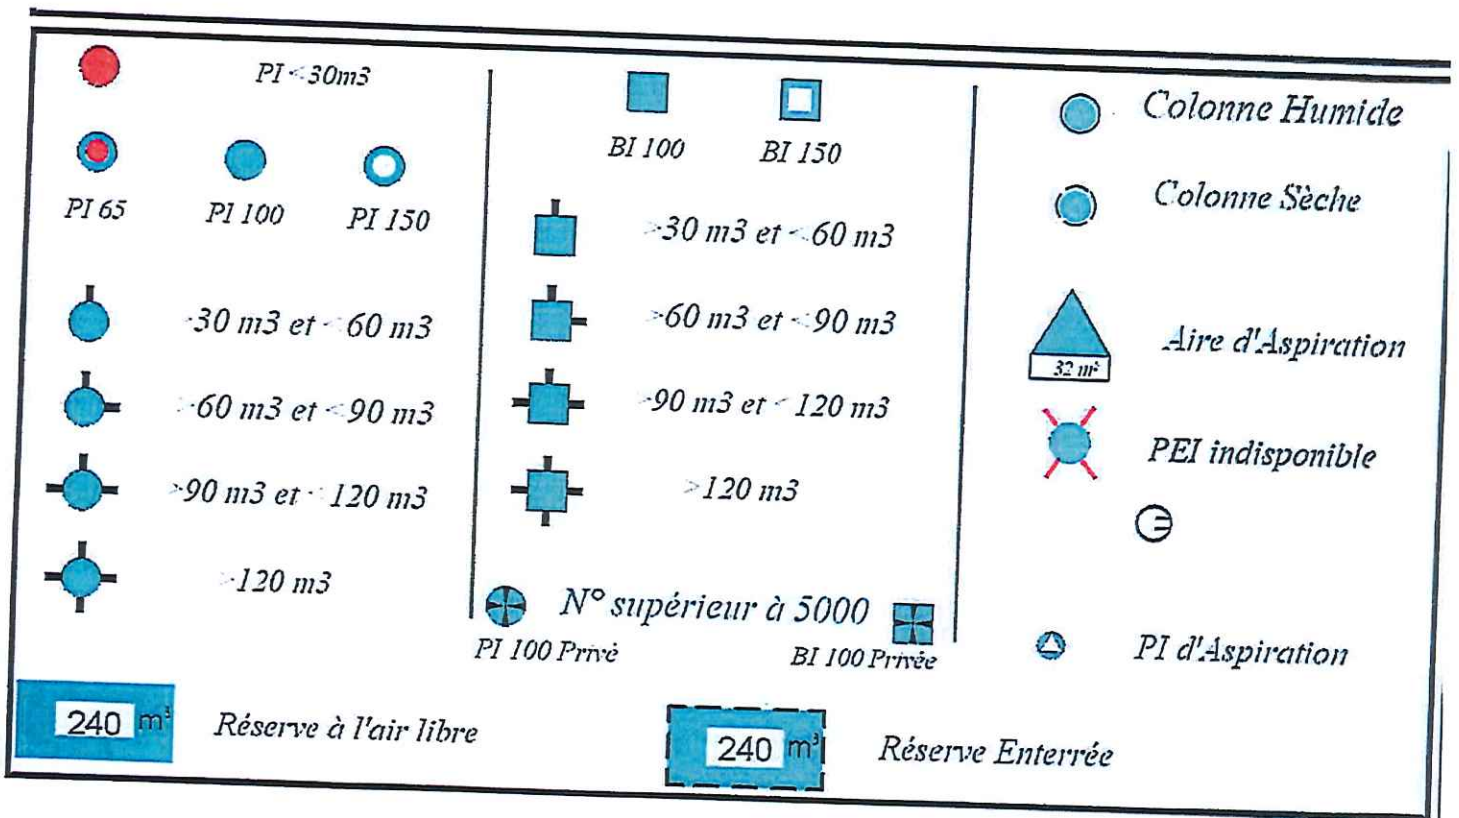 PI <30m3
PI 65
PI 100
PI 150
>30 m3 et <60 m3
>60 m3 et <90 m3
>90 m3 et <120 m3
>120 m3
BI 100
BI 150
>30 m3 et <60 m3
>60 m3 et <90 m3
>90 m3 et <120 m3
>120 m3
N° supérieur à 5000
PI 100 Privé
BI 100 Privée
Colonne Humide
Colonne Sèche
32 m²
Aire d'Aspiration
PEI indisponible
PI d'Aspiration
240 m³
Réserve à l'air libre
240 m³
Réserve Enterrée